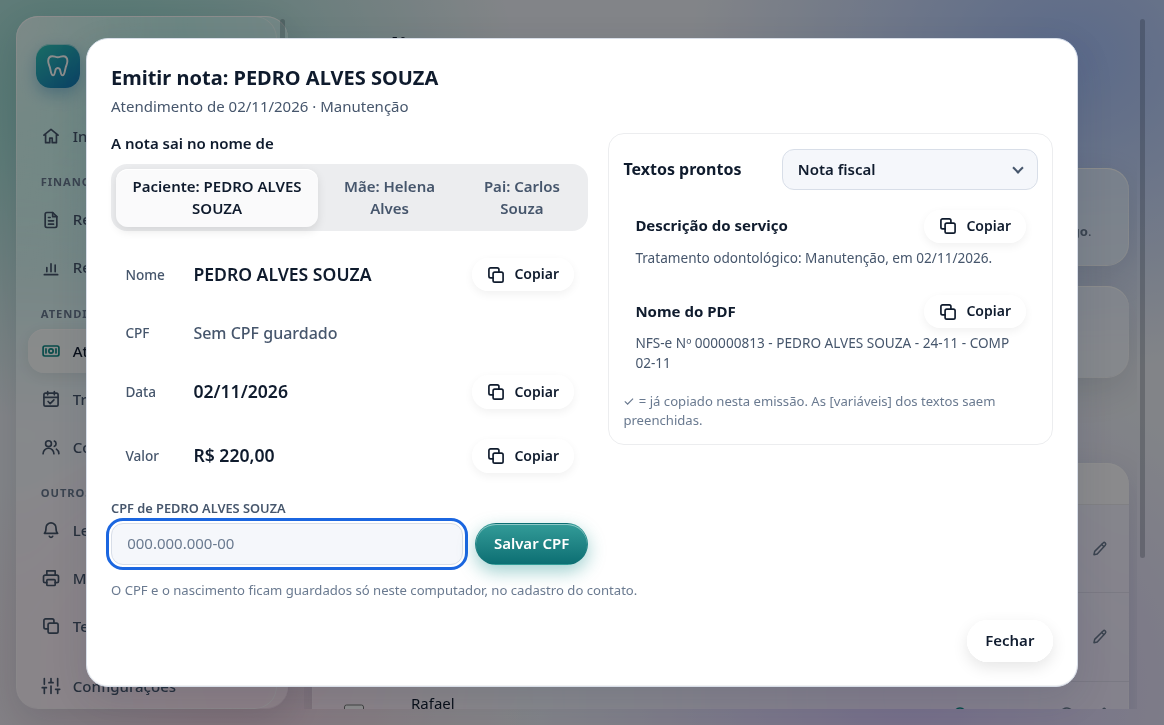 Emitir nota: PEDRO ALVES SOUZA
Atendimento de 02/11/2026 · Manutenção
A nota sai no nome de
Paciente: PEDRO ALVES
SOUZA
Mãe: Helena
Alves
Pai: Carlos
Souza
Nome
PEDRO ALVES SOUZA
Copiar
CPF
Sem CPF guardado
Data
02/11/2026
Copiar
Valor
R$ 220,00
Copiar
CPF de PEDRO ALVES SOUZA
000.000.000-00
Salvar CPF
O CPF e o nascimento ficam guardados só neste computador, no cadastro do contato.
Textos prontos
Nota fiscal
Descrição do serviço
Copiar
Tratamento odontológico: Manutenção, em 02/11/2026.
Nome do PDF
Copiar
NFS-e Nº 000000813 - PEDRO ALVES SOUZA - 24-11 - COMP
02-11
✓ = já copiado nesta emissão. As [variáveis] dos textos saem
preenchidas.
Fechar
Configurações
Rafael